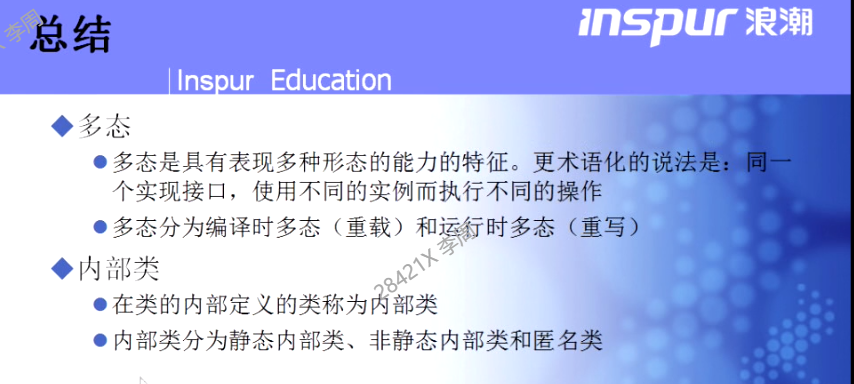 总结
inspur 浪潮
Inspur Education
多态
多态是具有表现多种形态的能力的特征。更术语化的说法是：同一
个实现接口，使用不同的实例而执行不同的操作
多态分为编译时多态（重载）和运行时多态（重写）
28421X 李周
内部类
在类的内部定义的类称为内部类
内部类分为静态内部类、非静态内部类和匿名类
X 李周